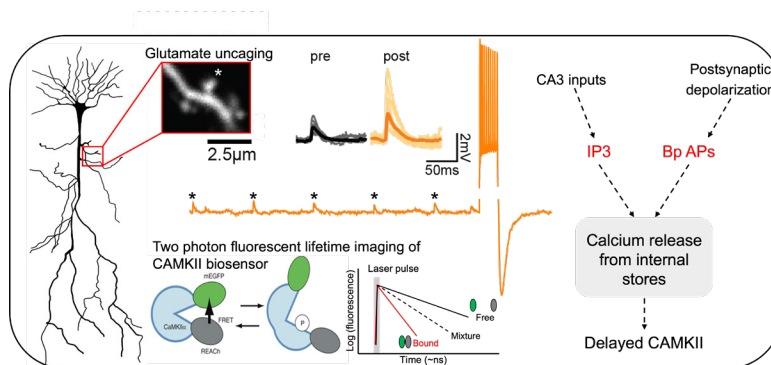 Glutamate uncaging
*
2.5μm
pre
post
2mV
50ms
* * * * *
Two photon fluorescent lifetime imaging of
CAMKII biosensor
mEGFP
CaMKIIα
FRET
REACh
P
Laser pulse
Log (fluorescence)
Free
Mixture
Bound
Time (~ns)
CA3 inputs
Postsynaptic
depolarization
IP3
Bp APs
Calcium release
from internal
stores
Delayed CAMKII